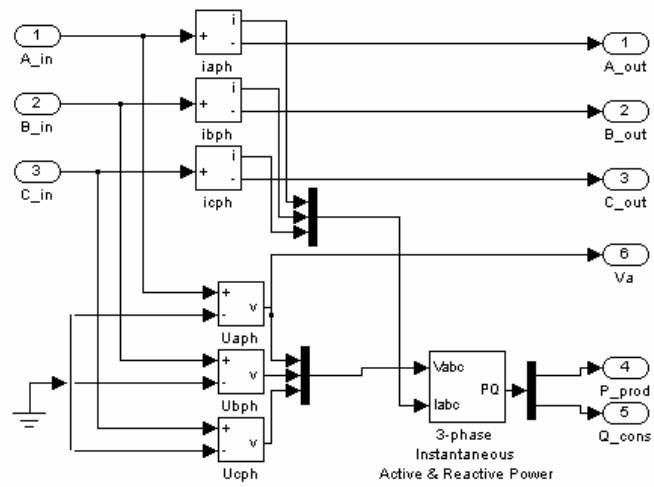 1
A_in
+
i
-
iaph
1
A_out
2
B_in
+
i
-
ibph
2
B_out
3
C_in
+
i
-
icph
3
C_out
6
Va
+
-
v
Uaph
+
-
v
Ubph
+
-
v
Ucph
Vabc
Iabc
PQ
3-phase
Instantaneous
Active & Reactive Power
4
P_prod
5
Q_cons